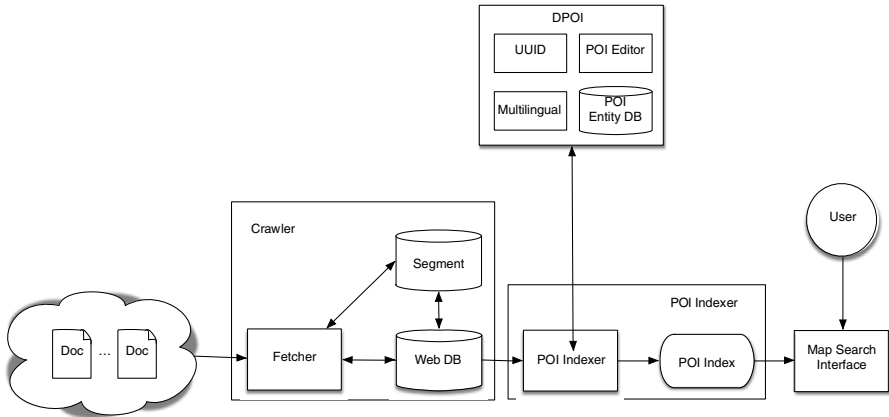 DPOI
UUID
POI Editor
Multilingual
POI
Entity DB
Crawler
Segment
User
POI Indexer
Doc
...
Doc
Fetcher
Web DB
POI Indexer
POI Index
Map Search
Interface